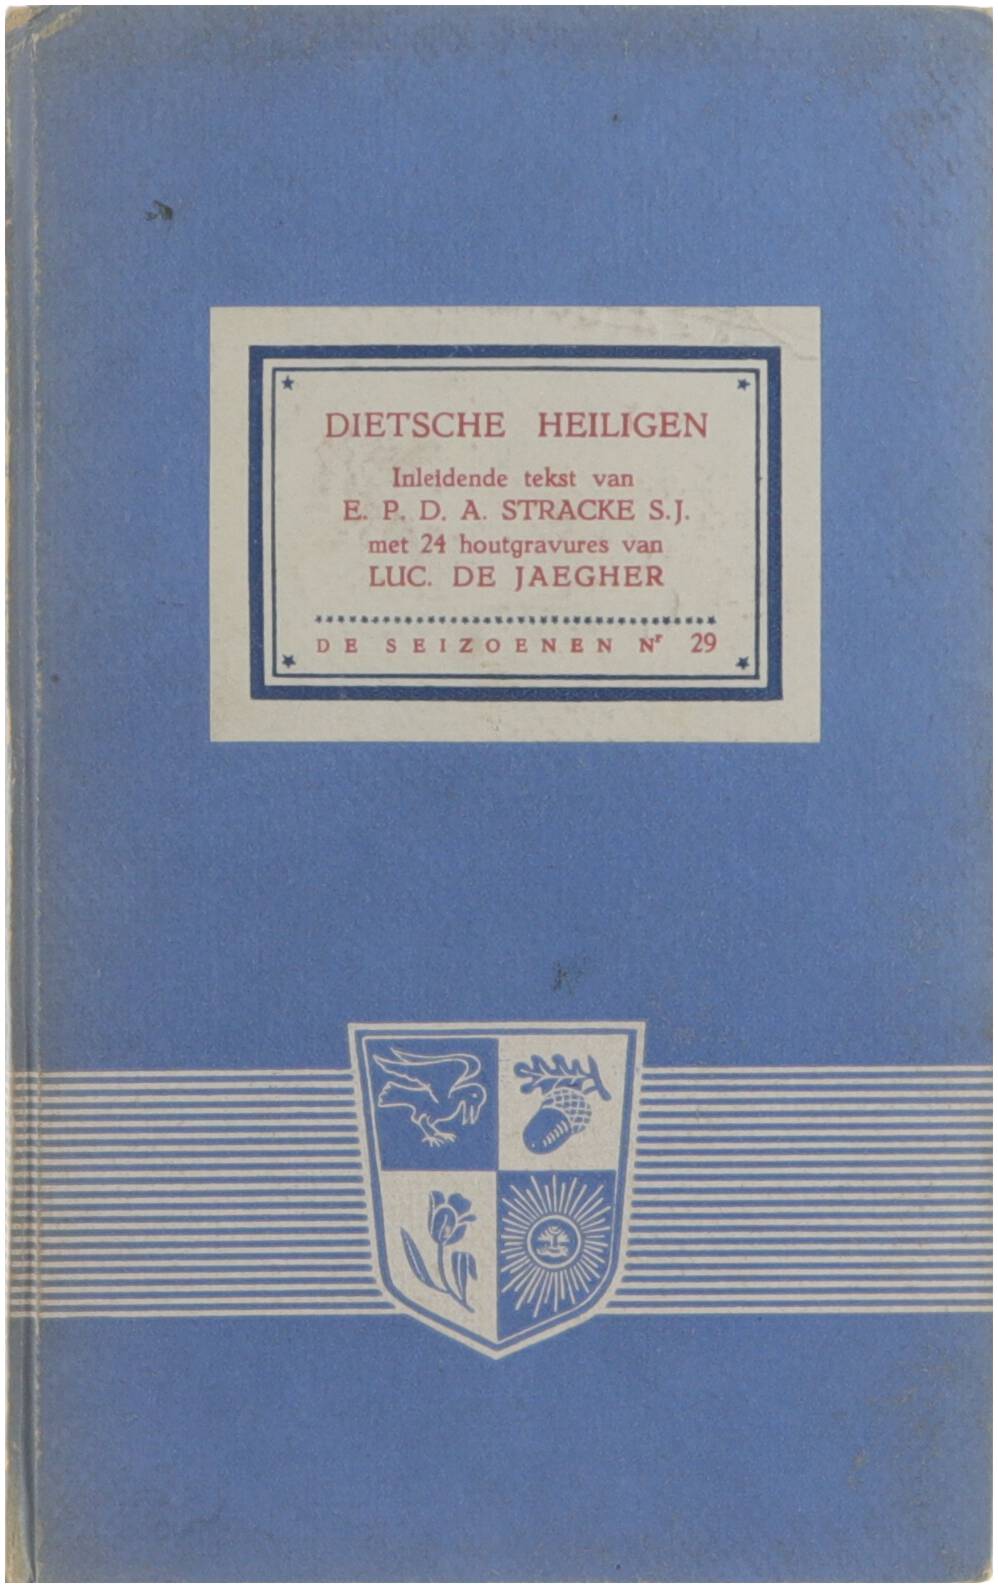 DIETSCHE HEILIGEN
Inleidende tekst van
E. P. D. A. STRACKE S.J.
met 24 houtgravures van
LUC. DE JAEGHER
DE SEIZOENEN Nr 29